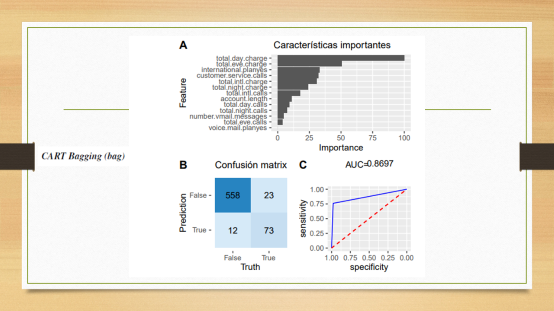 CART Bagging (bag)
A
Características importantes
Feature
total.day.charge
total.eve.charge
international.planyes
customer.service.calls
total.intl.charge
total.night.charge
total.intl.calls
account.length
total.day.calls
total.night.calls
number.vmail.messages
total.eve.calls
voice.mail.planyes
0 25 50 75 100
Importance
B
Confusión matrix
Prediction
False
558 23
True
12 73
False True
Truth
C
AUC=0.8697
sensitivity
1.00
0.75
0.50
0.25
0.00
1.00 0.75 0.50 0.25 0.00
specificity